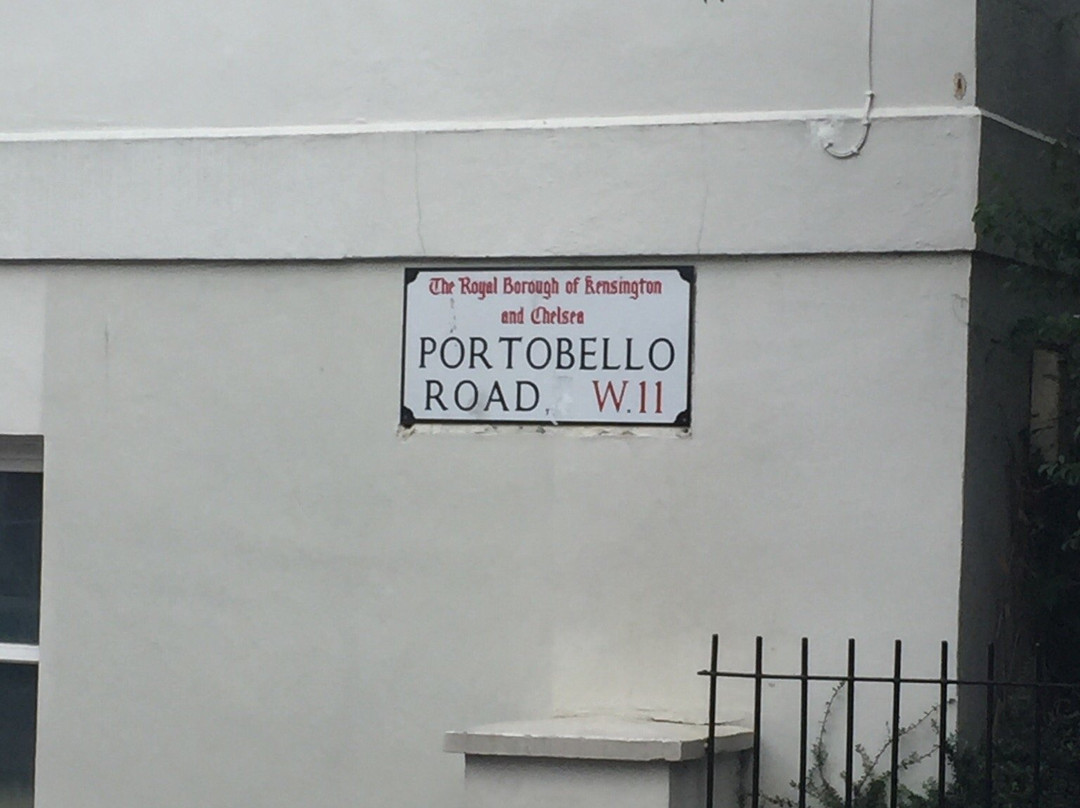 The Royal Borough of Kensington
and Chelsea
PORTOBELLO
ROAD, W.11